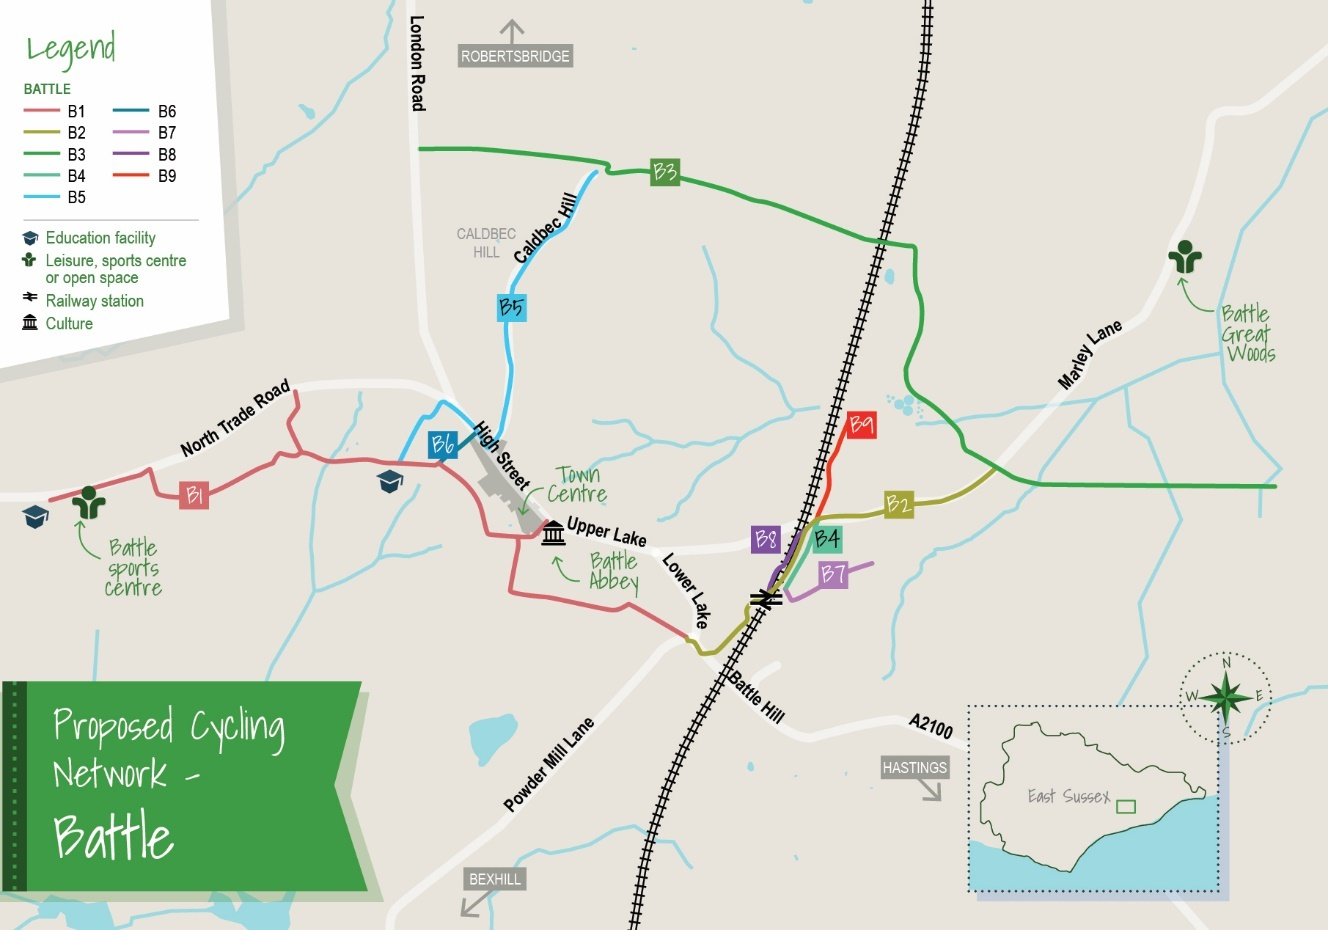 Legend
BATTLE
B1
B2
B3
B4
B5
B6
B7
B8
B9
Education facility
Leisure, sports centre
or open space
Railway station
Culture
London Road
ROBERTSBRIDGE
B3
Caldbec Hill
CALDBEC
HILL
B5
Battle
Great
Woods
Marley Lane
North Trade Road
B6
High Street
B9
B1
Town
Centre
B2
Upper Lake
B8
B4
Battle
sports
centre
Battle
Abbey
B7
Lower Lake
Battle Hill
A2100
Powder Mill Lane
HASTINGS
BEXHILL
Proposed Cycling
Network -
Battle
N
W
E
S
East Sussex